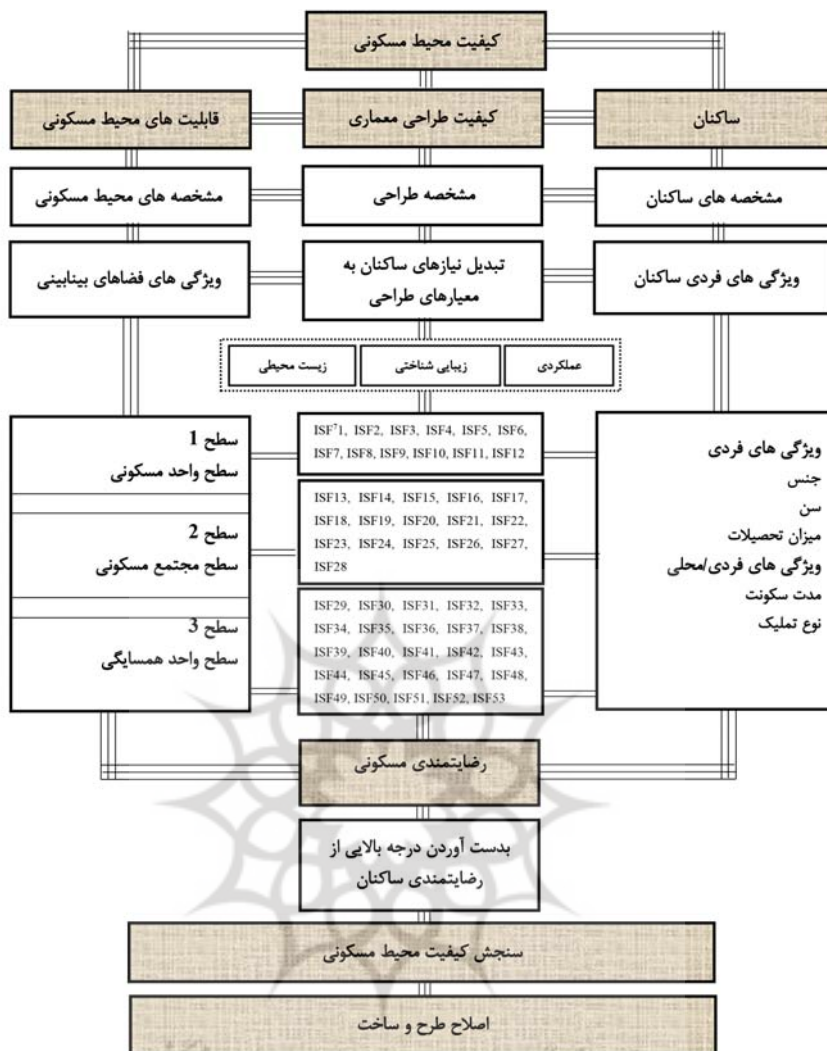 کیفیت محیط مسکونی
ساکنان
کیفیت طراحی معماری
قابلیت های محیط مسکونی
مشخصه های ساکنان
مشخصه طراحی
مشخصه های محیط مسکونی
ویژگی های فردی ساکنان
تبدیل نیازهای ساکنان به
معیارهای طراحی
ویژگی های فضاهای بینابینی
عملکردی
زیبایی شناختی
زیست محیطی
ویژگی های فردی
جنس
سن
میزان تحصیلات
ویژگی های فردی/محلی
مدت سکونت
نوع تملیک
ISF⁷1, ISF2, ISF3, ISF4, ISF5, ISF6,
ISF7, ISF8, ISF9, ISF10, ISF11, ISF12
ISF13, ISF14, ISF15, ISF16, ISF17,
ISF18, ISF19, ISF20, ISF21, ISF22,
ISF23, ISF24, ISF25, ISF26, ISF27,
ISF28
ISF29, ISF30, ISF31, ISF32, ISF33,
ISF34, ISF35, ISF36, ISF37, ISF38,
ISF39, ISF40, ISF41, ISF42, ISF43,
ISF44, ISF45, ISF46, ISF47, ISF48,
ISF49, ISF50, ISF51, ISF52, ISF53
سطح 1
سطح واحد مسکونی
سطح 2
سطح مجتمع مسکونی
سطح 3
سطح واحد همسایگی
رضایتمندی مسکونی
بدست آوردن درجه بالایی از
رضایتمندی ساکنان
سنجش کیفیت محیط مسکونی
اصلاح طرح و ساخت